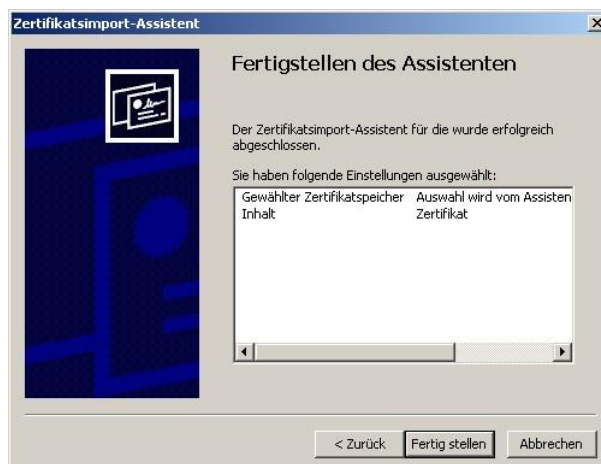 Zertifikatsimport-Assistent
Fertigstellen des Assistenten
Der Zertifikatsimport-Assistent für die wurde erfolgreich
abgeschlossen.
Sie haben folgende Einstellungen ausgewählt:
Gewählter Zertifikatspeicher Auswahl wird vom Assisten
Inhalt Zertifikat
< Zurück Fertig stellen Abbrechen